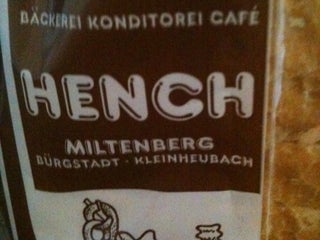 BÄCKEREI KONDITOREI CAFÉ
HENCH
MILTENBERG
BÜRGSTADT · KLEINHEUBACH